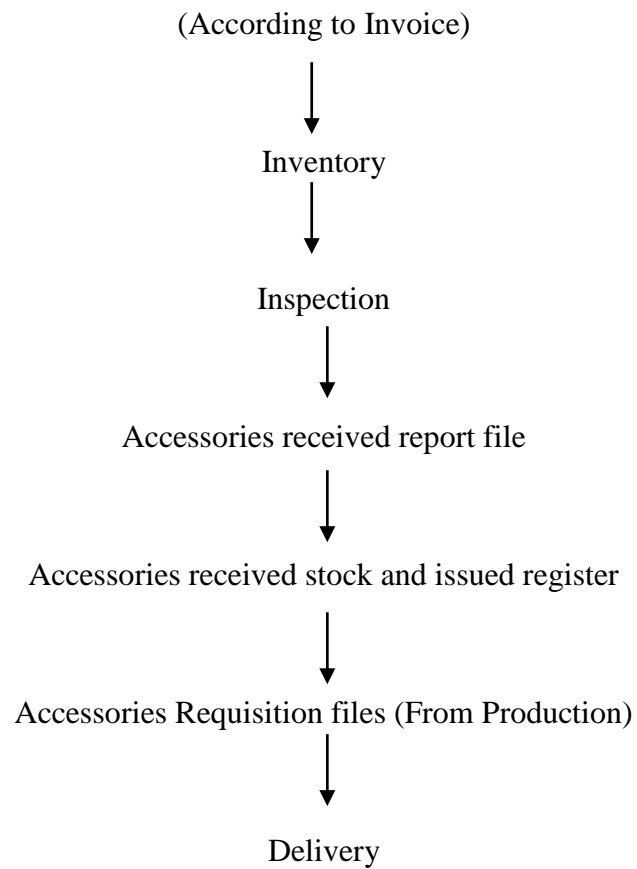 (According to Invoice)
Inventory
Inspection
Accessories received report file
Accessories received stock and issued register
Accessories Requisition files (From Production)
Delivery